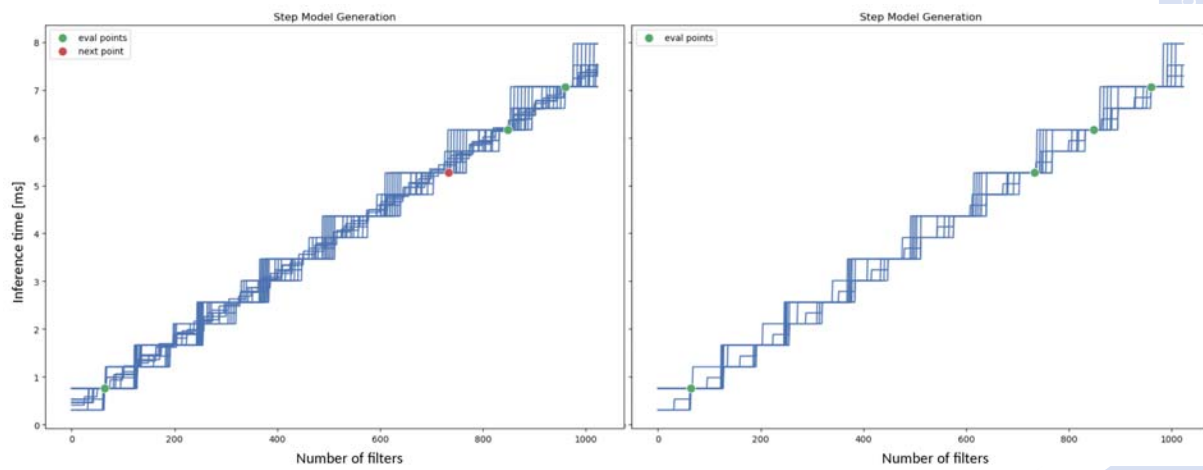 Step Model Generation
eval points
next point
Inference time [ms]
8
7
6
5
4
3
2
1
0
0 200 400 600 800 1000
Number of filters
Step Model Generation
eval points
0 200 400 600 800 1000
Number of filters